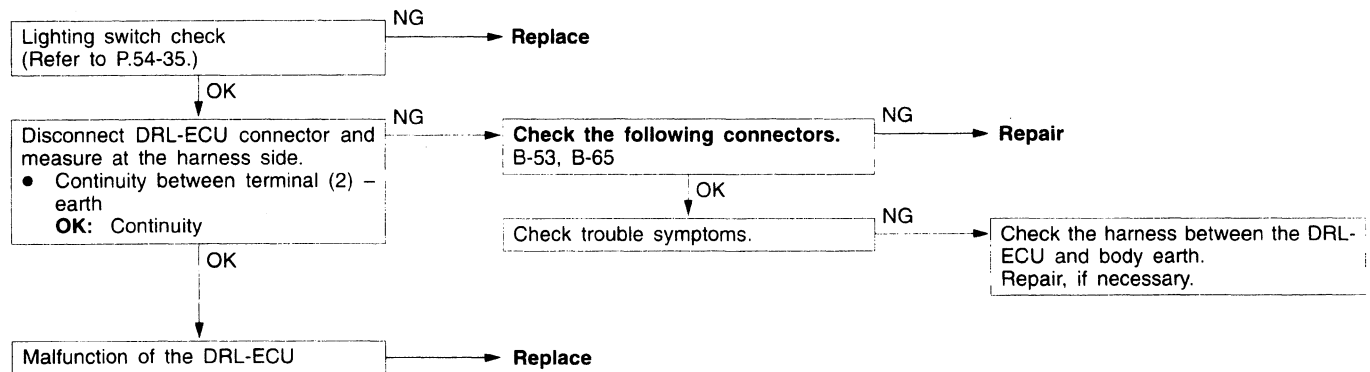 Lighting switch check
(Refer to P.54-35.)
NG
Replace
OK
Disconnect DRL-ECU connector and
measure at the harness side.
● Continuity between terminal (2) –
earth
OK: Continuity
NG
Check the following connectors.
B-53, B-65
NG
Repair
OK
Check trouble symptoms.
NG
Check the harness between the DRL-
ECU and body earth.
Repair, if necessary.
OK
Malfunction of the DRL-ECU
Replace